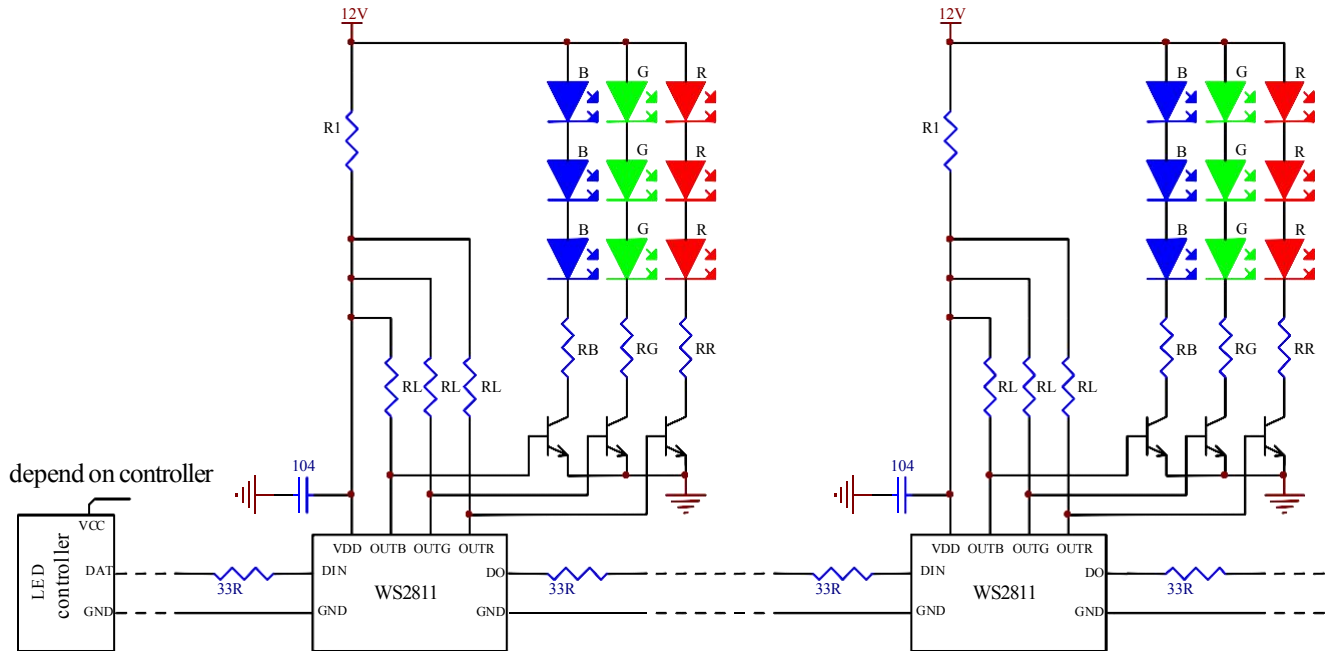 12V
12V
B
G
R
B
G
R
R1
R1
B
G
R
B
G
R
B
G
R
B
G
R
RB
RG
RR
RB
RG
RR
RL
RL
RL
RL
RL
RL
depend on controller
104
104
VCC
VDD OUTB OUTG OUTR
VDD OUTB OUTG OUTR
LED
controller
DAT
33R
DIN
WS2811
DO
33R
33R
DIN
WS2811
DO
33R
GND
GND
GND
GND
GND